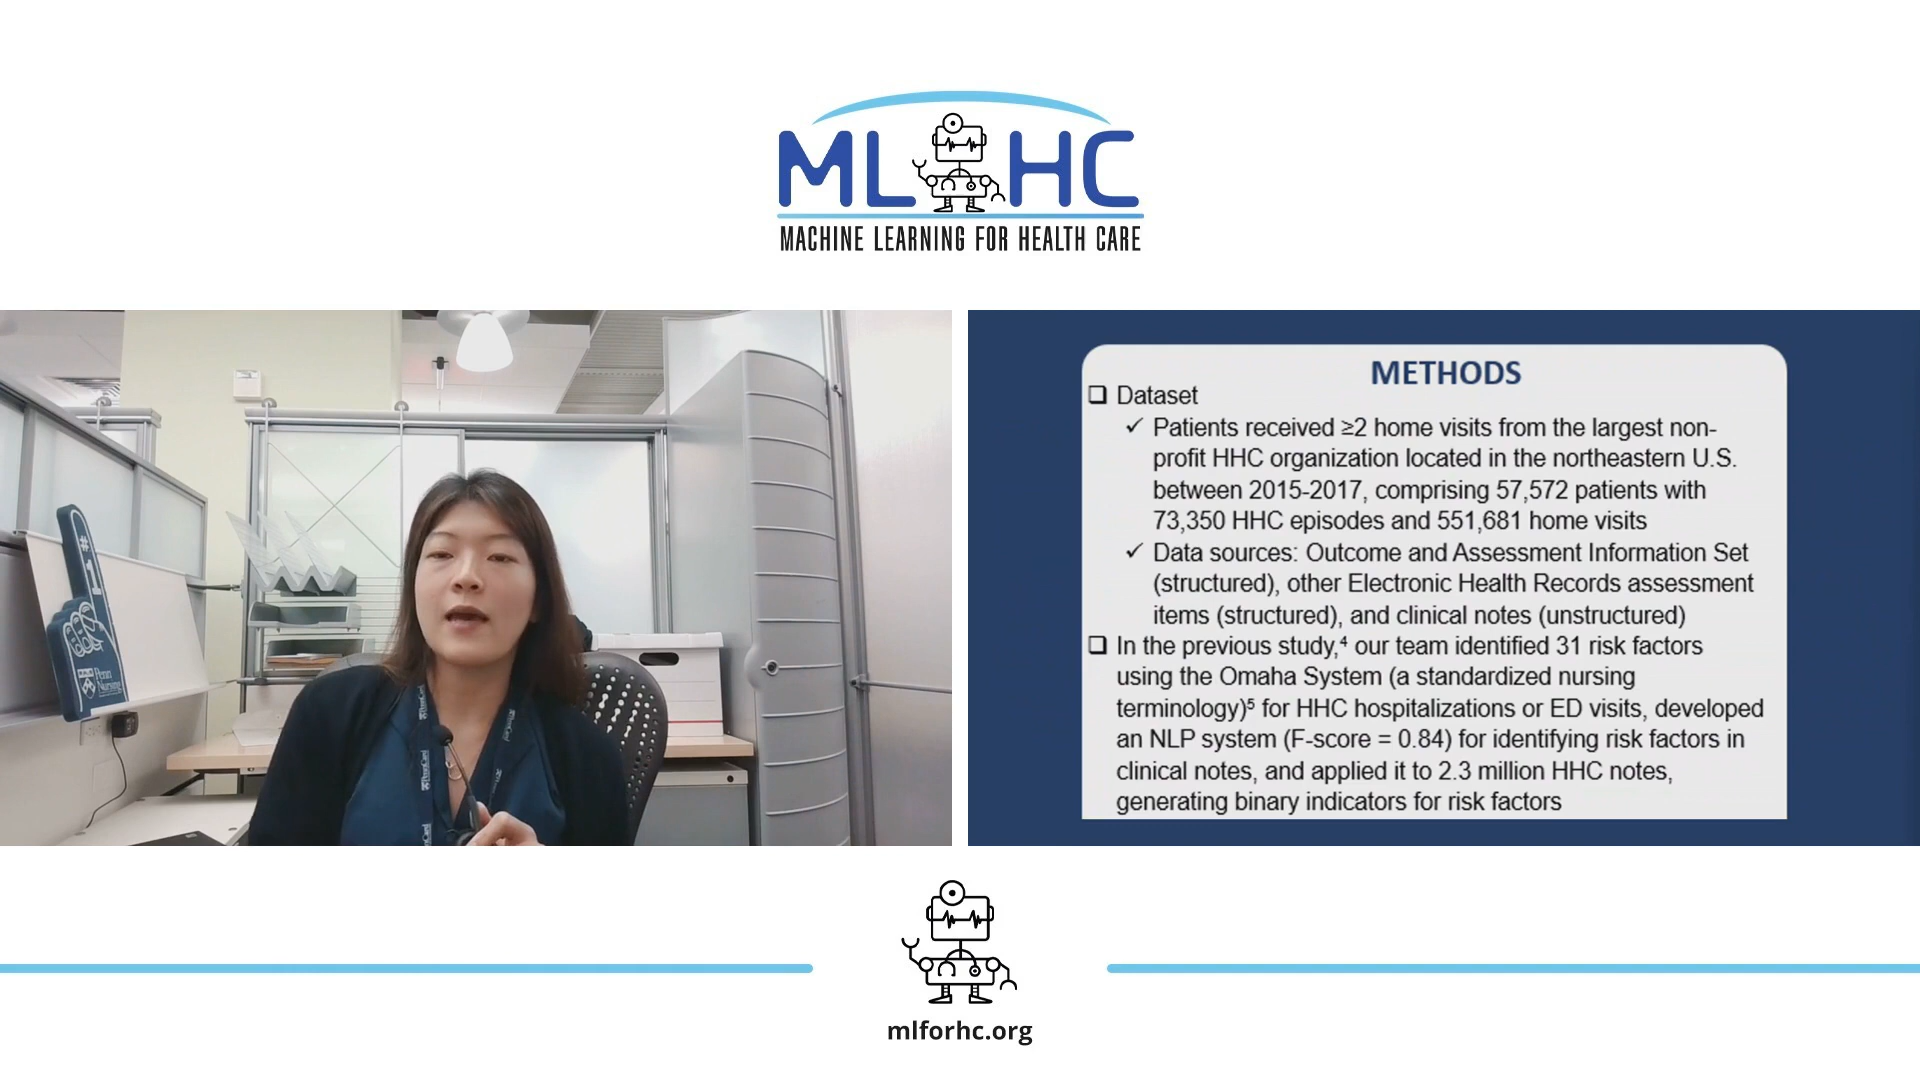 ML HC
MACHINE LEARNING FOR HEALTH CARE
#1
Penn
Nursing
PennCard
METHODS
❑ Dataset
✓ Patients received ≥2 home visits from the largest non-
profit HHC organization located in the northeastern U.S.
between 2015-2017, comprising 57,572 patients with
73,350 HHC episodes and 551,681 home visits
✓ Data sources: Outcome and Assessment Information Set
(structured), other Electronic Health Records assessment
items (structured), and clinical notes (unstructured)
❑ In the previous study,⁴ our team identified 31 risk factors
using the Omaha System (a standardized nursing
terminology)⁵ for HHC hospitalizations or ED visits, developed
an NLP system (F-score = 0.84) for identifying risk factors in
clinical notes, and applied it to 2.3 million HHC notes,
generating binary indicators for risk factors
mlforhc.org